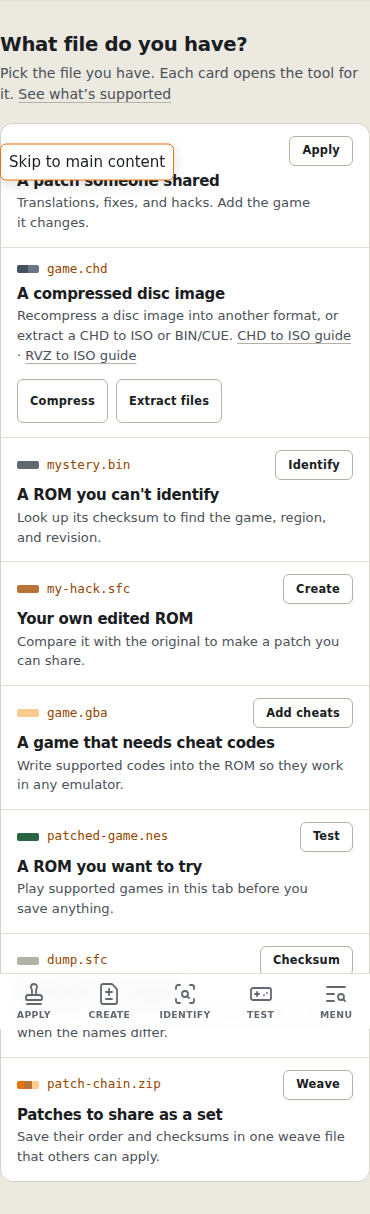 What file do you have?
Pick the file you have. Each card opens the tool for
it. See what's supported
Apply
Skip to main content
A patch someone shared
Translations, fixes, and hacks. Add the game
it changes.
game.chd
A compressed disc image
Recompress a disc image into another format, or
extract a CHD to ISO or BIN/CUE. CHD to ISO guide
· RVZ to ISO guide
Compress
Extract files
mystery.bin
Identify
A ROM you can't identify
Look up its checksum to find the game, region,
and revision.
my-hack.sfc
Create
Your own edited ROM
Compare it with the original to make a patch you
can share.
game.gba
Add cheats
A game that needs cheat codes
Write supported codes into the ROM so they work
in any emulator.
patched-game.nes
Test
A ROM you want to try
Play supported games in this tab before you
save anything.
dump.sfc
Checksum
APPLY
CREATE
IDENTIFY
TEST
MENU
when the names differ.
patch-chain.zip
Weave
Patches to share as a set
Save their order and checksums in one weave file
that others can apply.